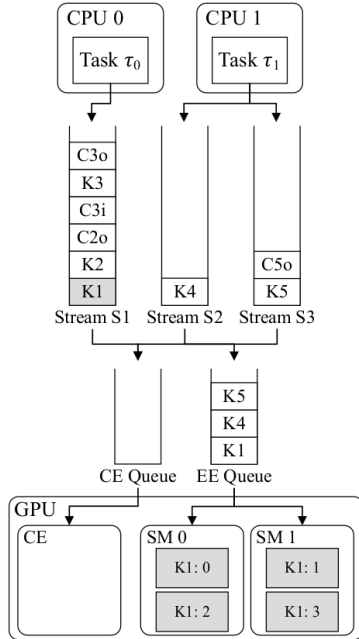 CPU 0
CPU 1
Task τ0
Task τ1
C3o
K3
C3i
C2o
K2
K1
K4
C5o
K5
Stream S1
Stream S2
Stream S3
K5
K4
K1
CE Queue
EE Queue
GPU
CE
SM 0
SM 1
K1: 0
K1: 1
K1: 2
K1: 3